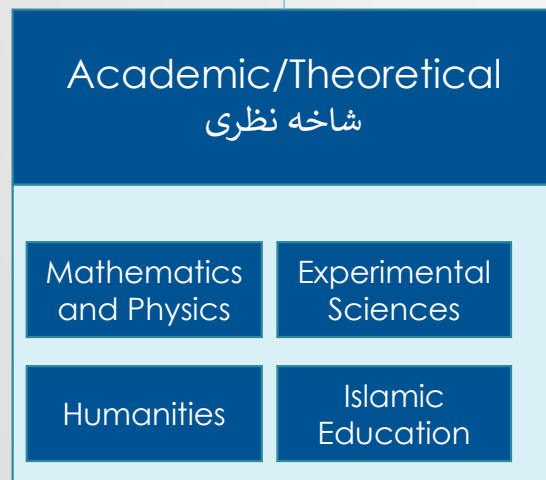 Academic/Theoretical
شاخه نظری
Mathematics
and Physics
Experimental
Sciences
Humanities
Islamic
Education